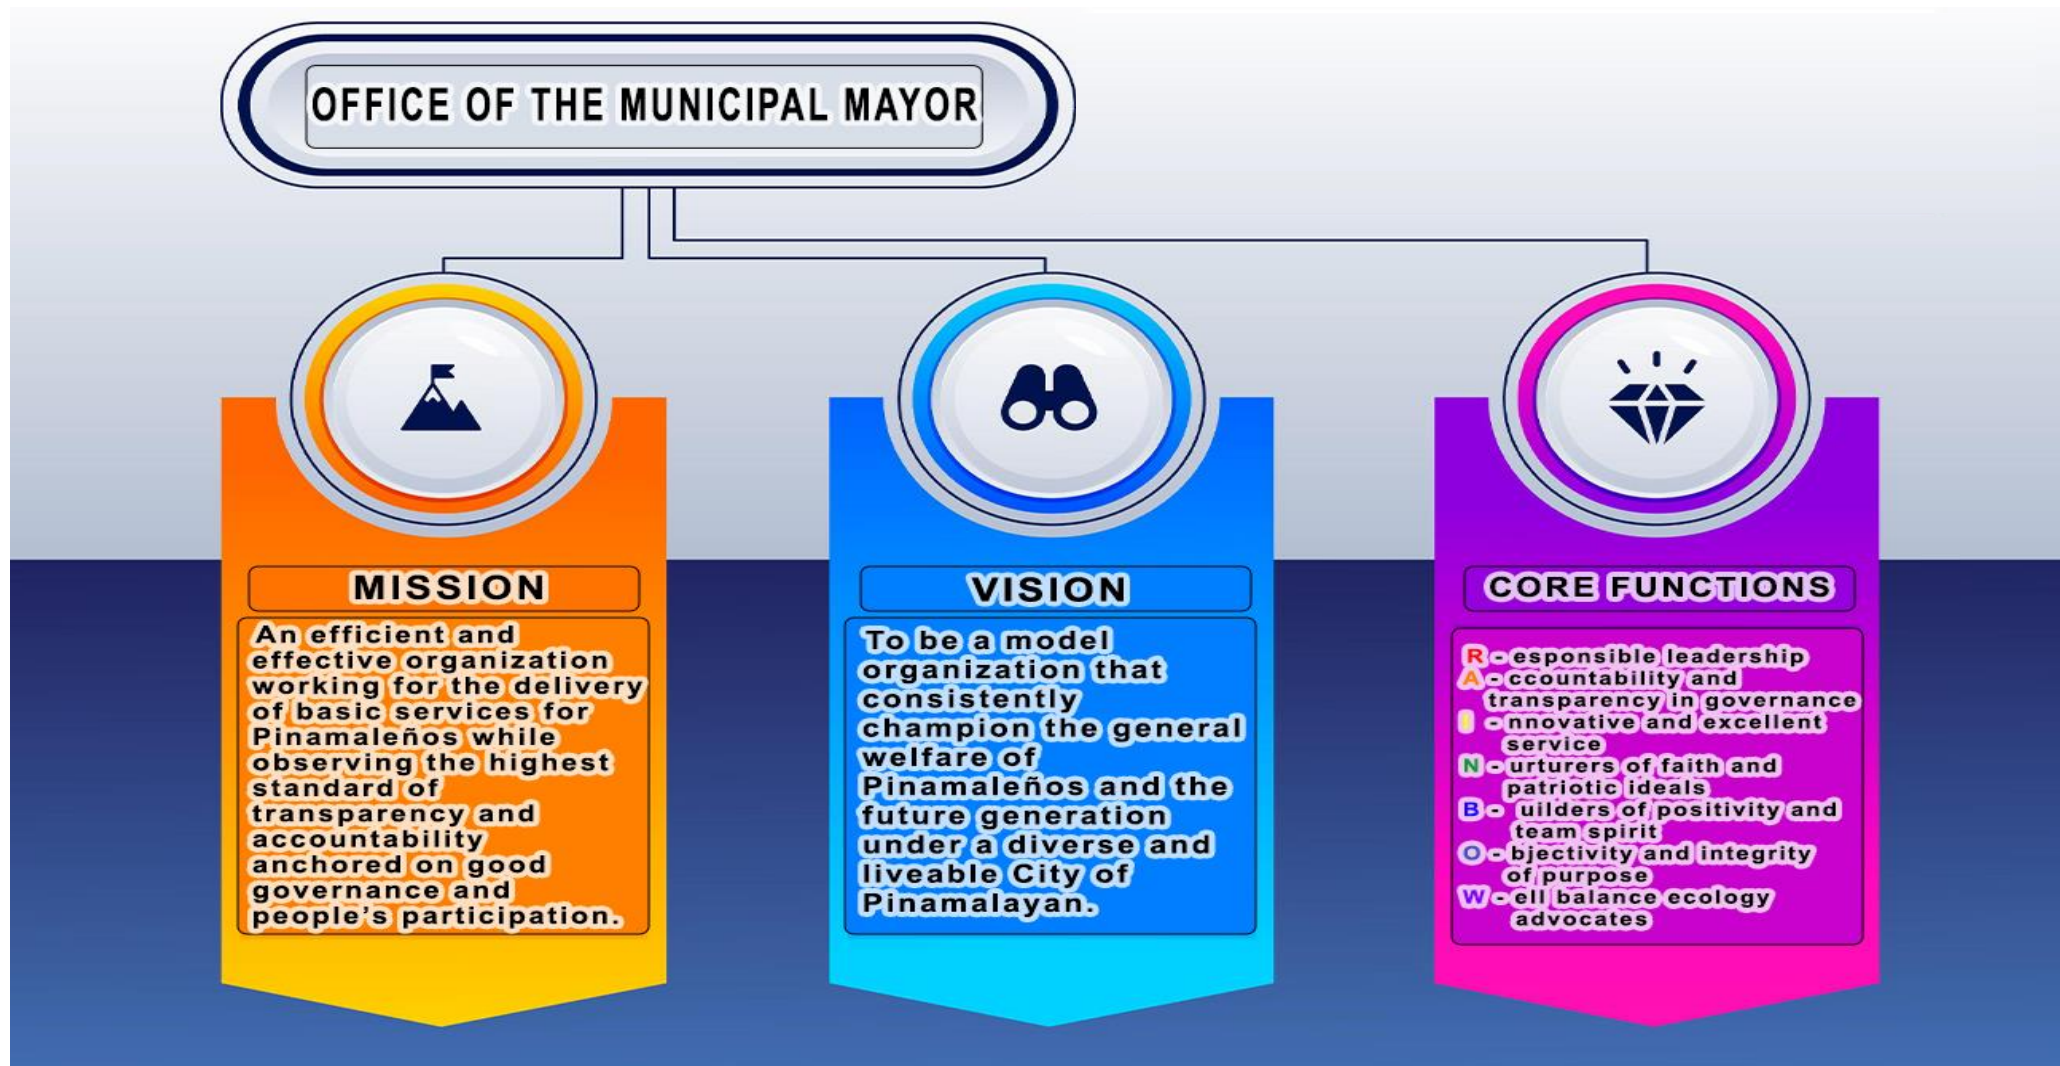 OFFICE OF THE MUNICIPAL MAYOR
MISSION
An efficient and
effective organization
working for the delivery
of basic services for
Pinamaleños while
observing the highest
standard of
transparency and
accountability
anchored on good
governance and
people's participation.
VISION
To be a model
organization that
consistently
champion the general
welfare of
Pinamaleños and the
future generation
under a diverse and
liveable City of
Pinamalayan.
CORE FUNCTIONS
R - esponsible leadership
A - ccountability and
transparency in governance
I - nnovative and excellent
service
N - urturers of faith and
patriotic ideals
B - uilders of positivity and
team spirit
O - bjectivity and integrity
of purpose
W - ell balance ecology
advocates